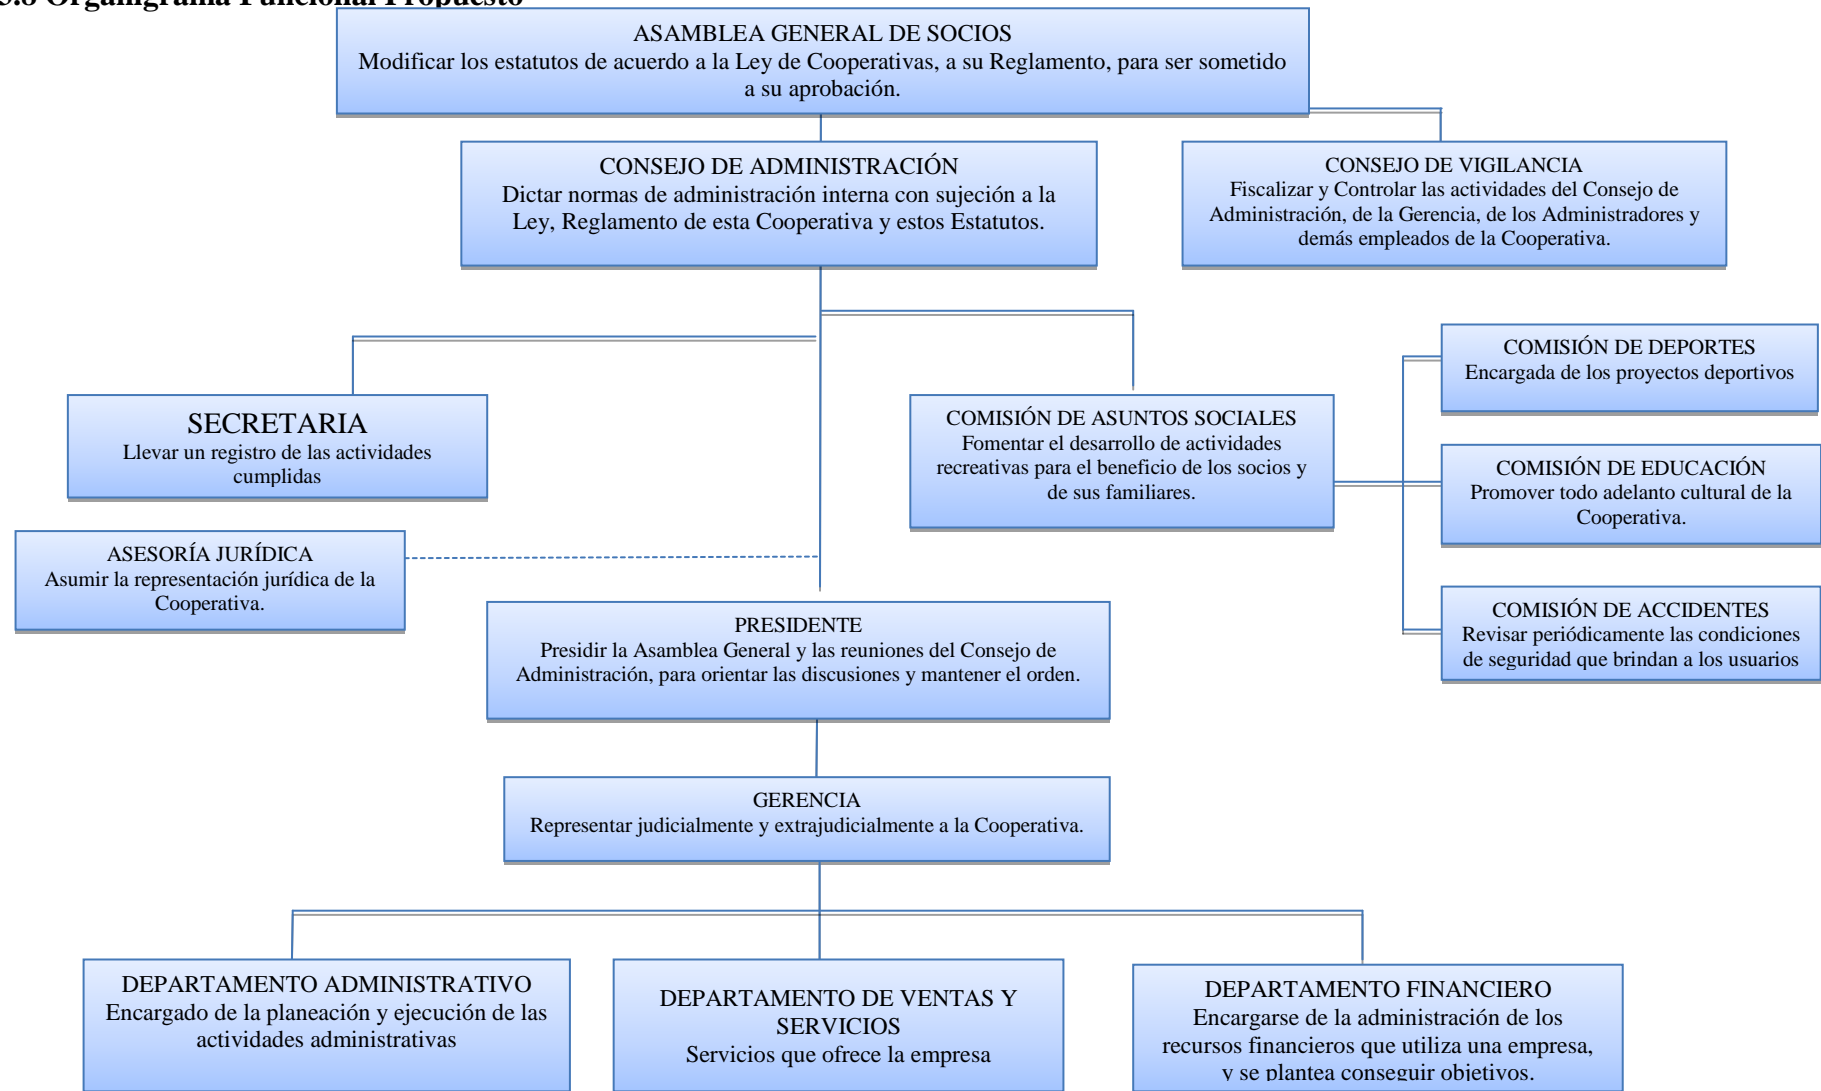 Organigrama Funcional Propuesto
ASAMBLEA GENERAL DE SOCIOS
Modificar los estatutos de acuerdo a la Ley de Cooperativas, a su Reglamento, para ser sometido
a su aprobación.
CONSEJO DE ADMINISTRACIÓN
Dictar normas de administración interna con sujeción a la
Ley, Reglamento de esta Cooperativa y estos Estatutos.
CONSEJO DE VIGILANCIA
Fiscalizar y Controlar las actividades del Consejo de
Administración, de la Gerencia, de los Administradores y
demás empleados de la Cooperativa.
SECRETARIA
Llevar un registro de las actividades
cumplidas
COMISIÓN DE ASUNTOS SOCIALES
Fomentar el desarrollo de actividades
recreativas para el beneficio de los socios y
de sus familiares.
COMISIÓN DE DEPORTES
Encargada de los proyectos deportivos
COMISIÓN DE EDUCACIÓN
Promover todo adelanto cultural de la
Cooperativa.
COMISIÓN DE ACCIDENTES
Revisar periódicamente las condiciones
de seguridad que brindan a los usuarios
ASESORÍA JURÍDICA
Asumir la representación jurídica de la
Cooperativa.
PRESIDENTE
Presidir la Asamblea General y las reuniones del Consejo de
Administración, para orientar las discusiones y mantener el orden.
GERENCIA
Representar judicialmente y extrajudicialmente a la Cooperativa.
DEPARTAMENTO ADMINISTRATIVO
Encargado de la planeación y ejecución de las
actividades administrativas
DEPARTAMENTO DE VENTAS Y
SERVICIOS
Servicios que ofrece la empresa
DEPARTAMENTO FINANCIERO
Encargarse de la administración de los
recursos financieros que utiliza una empresa,
y se plantea conseguir objetivos.